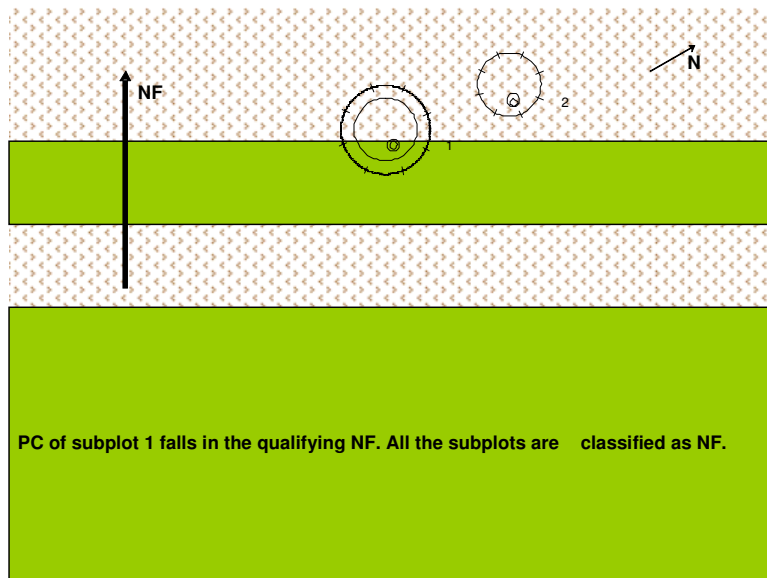 N
NF
2
1
PC of subplot 1 falls in the qualifying NF. All the subplots are classified as NF.